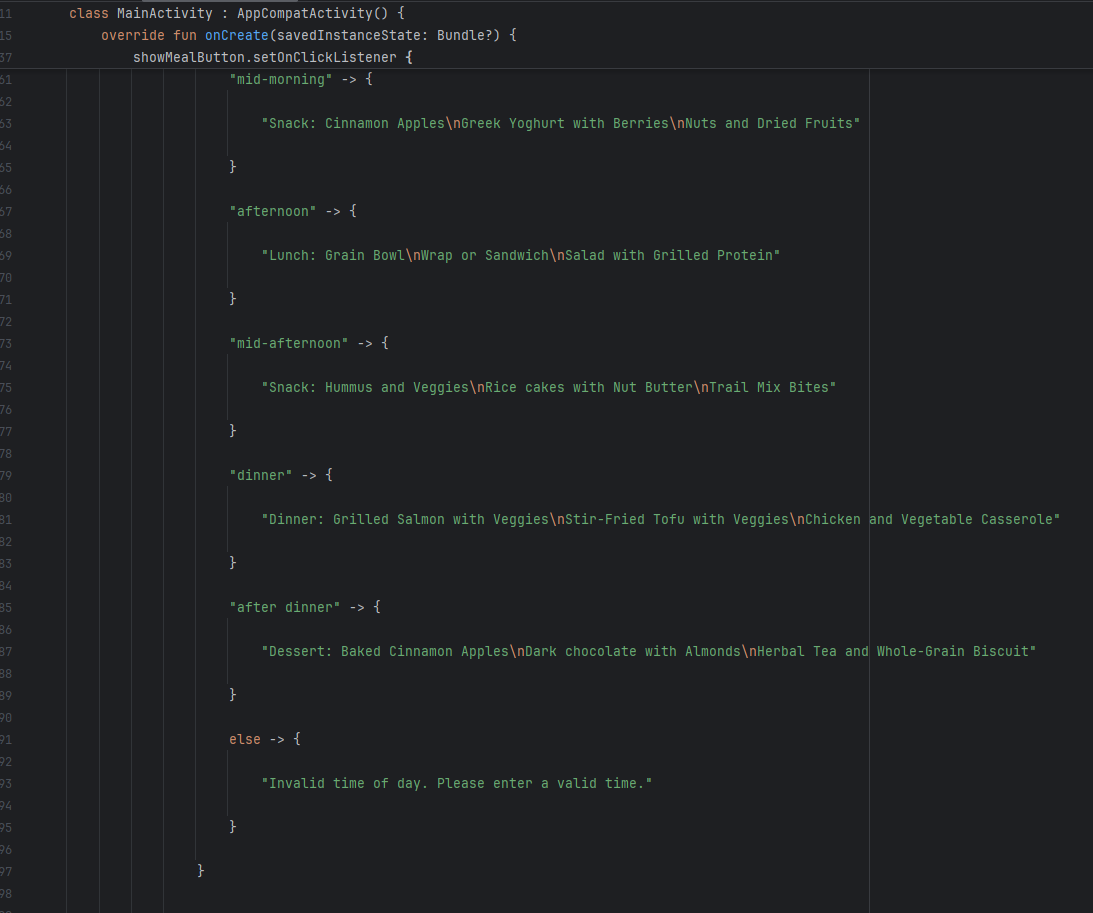 11 class MainActivity : AppCompatActivity() {
15 override fun onCreate(savedInstanceState: Bundle?) {
37 showMealButton.setOnClickListener {
61 "mid-morning" -> {
62
63 "Snack: Cinnamon Apples\nGreek Yoghurt with Berries\nNuts and Dried Fruits"
64
65 }
66
67 "afternoon" -> {
68
69 "Lunch: Grain Bowl\nWrap or Sandwich\nSalad with Grilled Protein"
70
71 }
72
73 "mid-afternoon" -> {
74
75 "Snack: Hummus and Veggies\nRice cakes with Nut Butter\nTrail Mix Bites"
76
77 }
78
79 "dinner" -> {
80
81 "Dinner: Grilled Salmon with Veggies\nStir-Fried Tofu with Veggies\nChicken and Vegetable Casserole"
82
83 }
84
85 "after dinner" -> {
86
87 "Dessert: Baked Cinnamon Apples\nDark chocolate with Almonds\nHerbal Tea and Whole-Grain Biscuit"
88
89 }
90
91 else -> {
92
93 "Invalid time of day. Please enter a valid time."
94
95 }
96
97 }
98